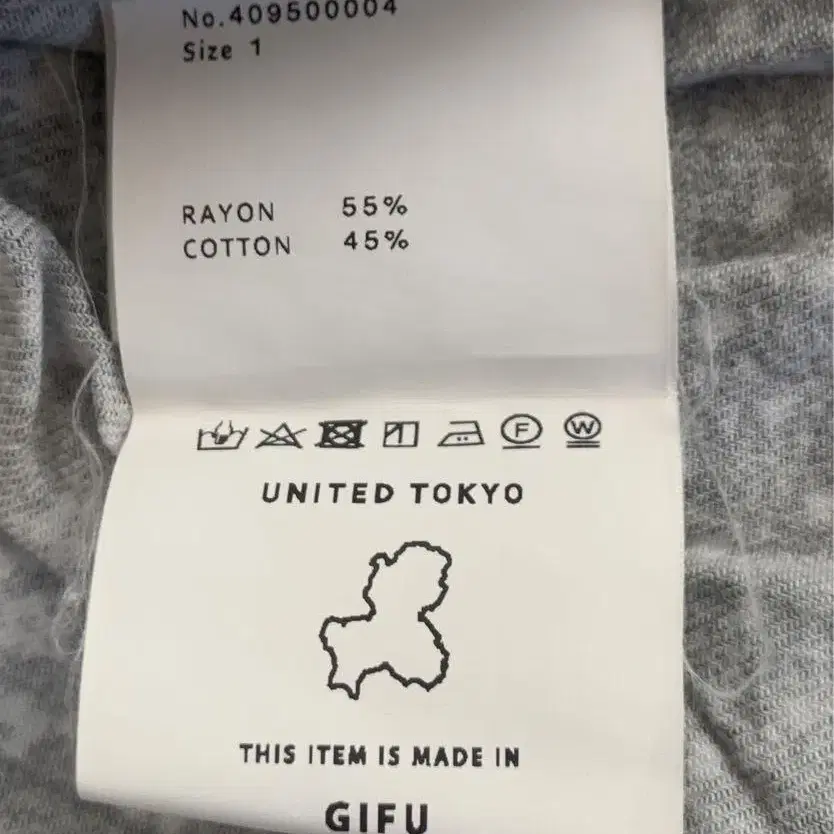 No.409500004
Size 1
RAYON 55%
COTTON 45%
F W
UNITED TOKYO
THIS ITEM IS MADE IN
GIFU